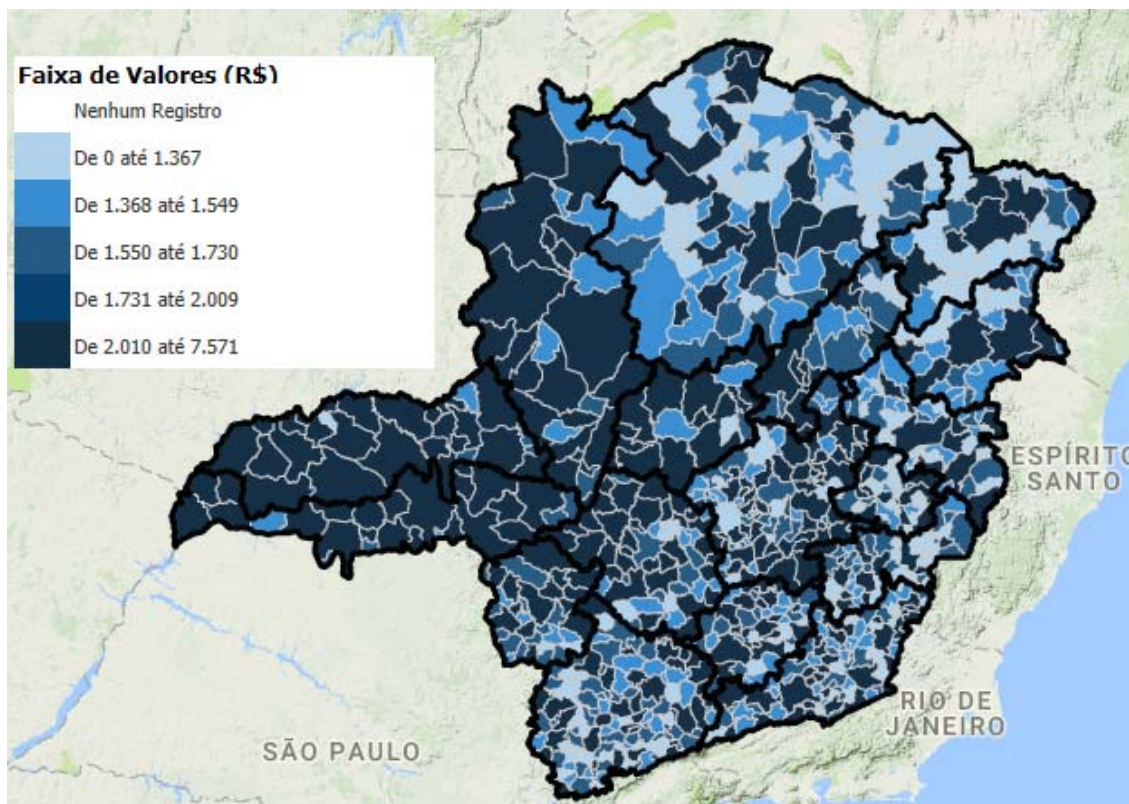 Faixa de Valores (R$)
Nenhum Registro
De 0 até 1.367
De 1.368 até 1.549
De 1.550 até 1.730
De 1.731 até 2.009
De 2.010 até 7.571
ESPÍRITO
SANTO
RIO DE
JANEIRO
SÃO PAULO